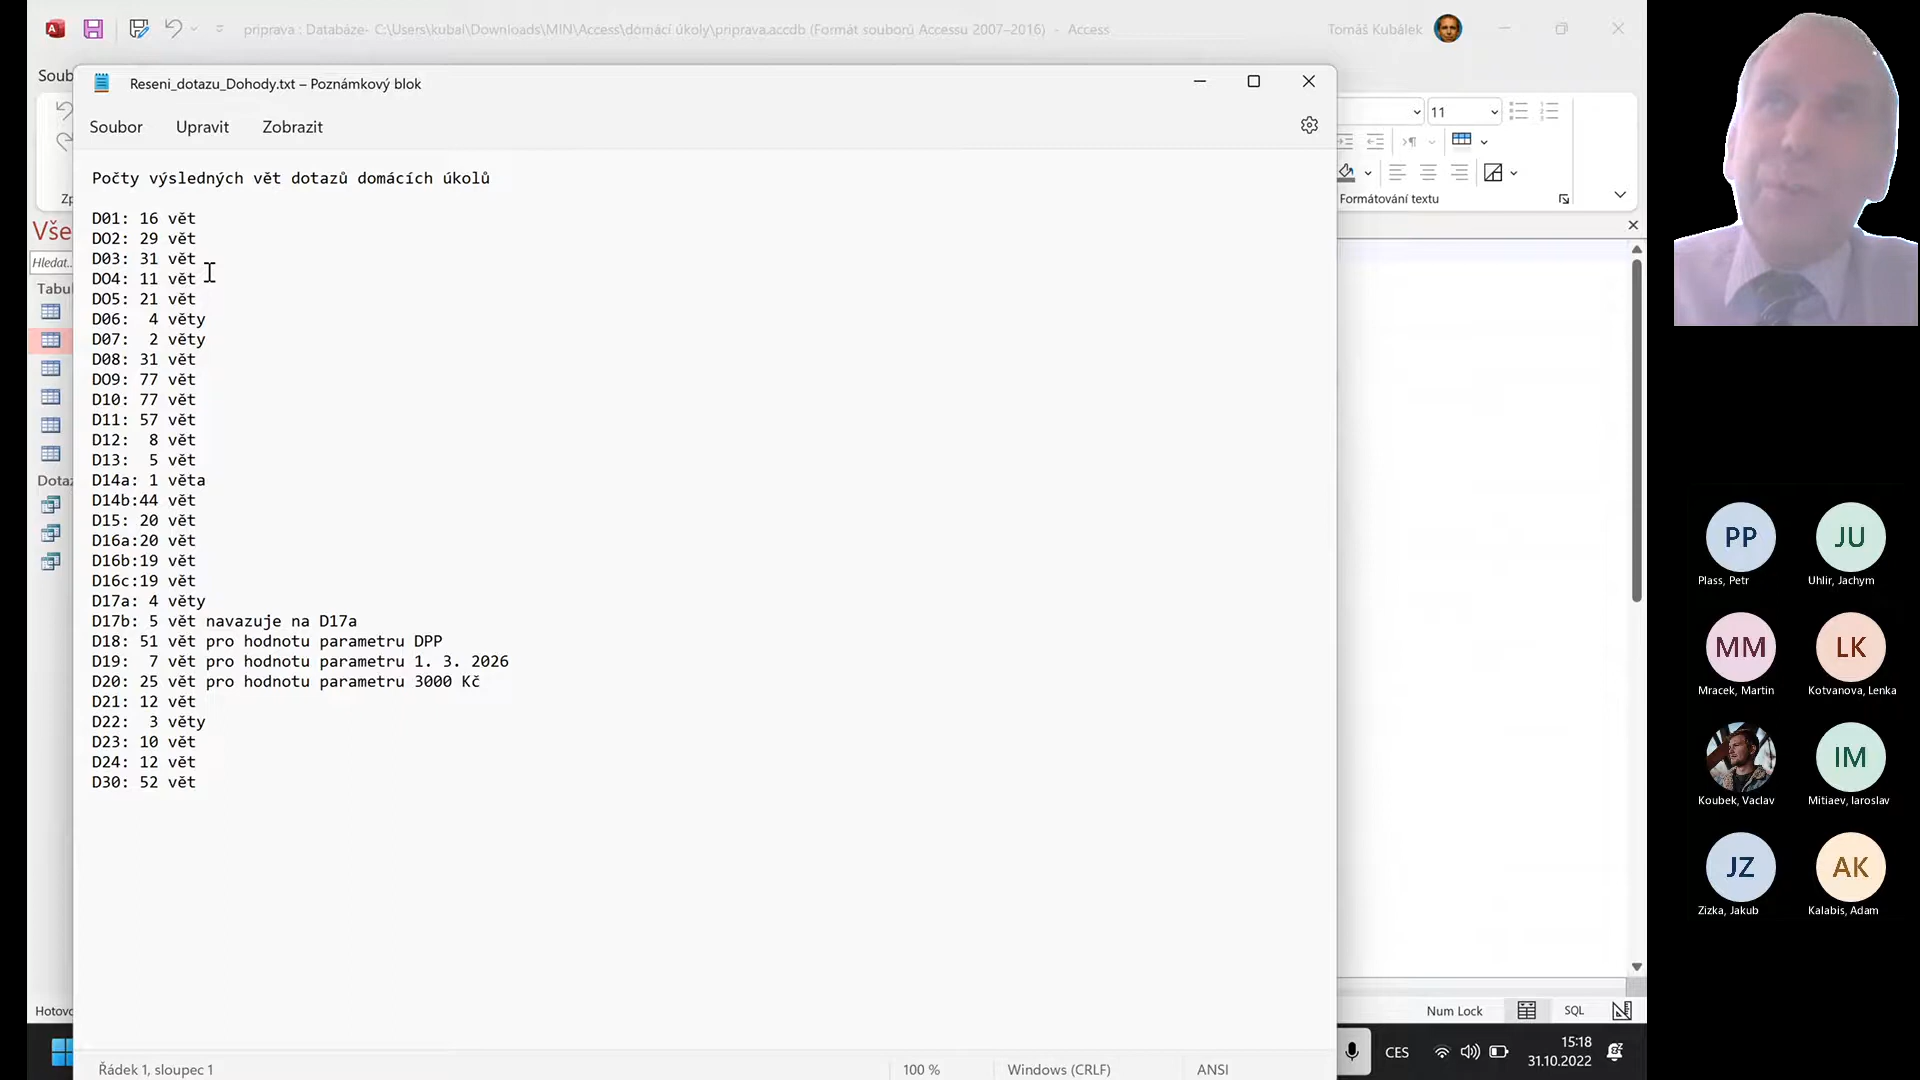 priprava : Databáze- C:\Users\kubal\Downloads\MIN\Access\domácí úkoly\priprava.accdb (Formát souborů Accessu 2007–2016) - Access
Tomáš Kubálek
Soub
Reseni_dotazu_Dohody.txt – Poznámkový blok
Soubor
Upravit
Zobrazit
11
Zp
Formátování textu
Vše
Hledat..
Tabul
Dotaz
Počty výsledných vět dotazů domácích úkolů
D01: 16 vět
DO2: 29 vět
D03: 31 vět
DO4: 11 vět
DO5: 21 vět
D06: 4 věty
D07: 2 věty
D08: 31 vět
DO9: 77 vět
D10: 77 vět
D11: 57 vět
D12: 8 vět
D13: 5 vět
D14a: 1 věta
D14b:44 vět
D15: 20 vět
D16a:20 vět
D16b:19 vět
D16c:19 vět
D17a: 4 věty
D17b: 5 vět navazuje na D17a
D18: 51 vět pro hodnotu parametru DPP
D19: 7 vět pro hodnotu parametru 1. 3. 2026
D20: 25 vět pro hodnotu parametru 3000 Kč
D21: 12 vět
D22: 3 věty
D23: 10 vět
D24: 12 vět
D30: 52 vět
Hotovo
Num Lock
SQL
Řádek 1, sloupec 1
100 %
Windows (CRLF)
ANSI
CES
15:18
31.10.2022
PP
JU
Plass, Petr
Uhlir, Jachym
MM
LK
Mracek, Martin
Kotvanova, Lenka
IM
Koubek, Vaclav
Mitiaev, Iaroslav
JZ
AK
Zizka, Jakub
Kalabis, Adam